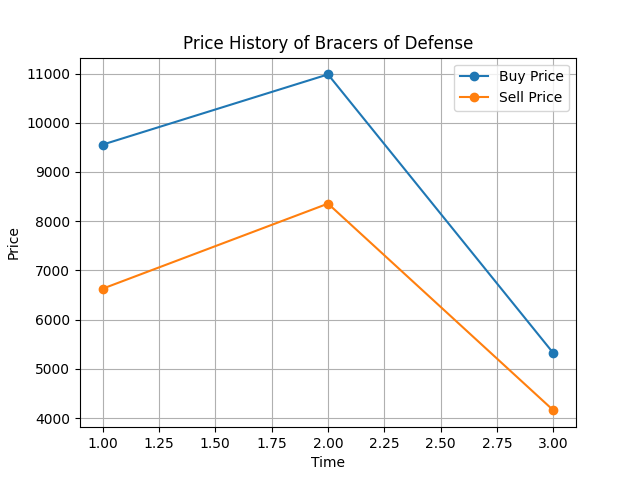 Price History of Bracers of Defense
Buy Price
Sell Price
11000
10000
9000
8000
7000
6000
5000
4000
Price
1.00 1.25 1.50 1.75 2.00 2.25 2.50 2.75 3.00
Time